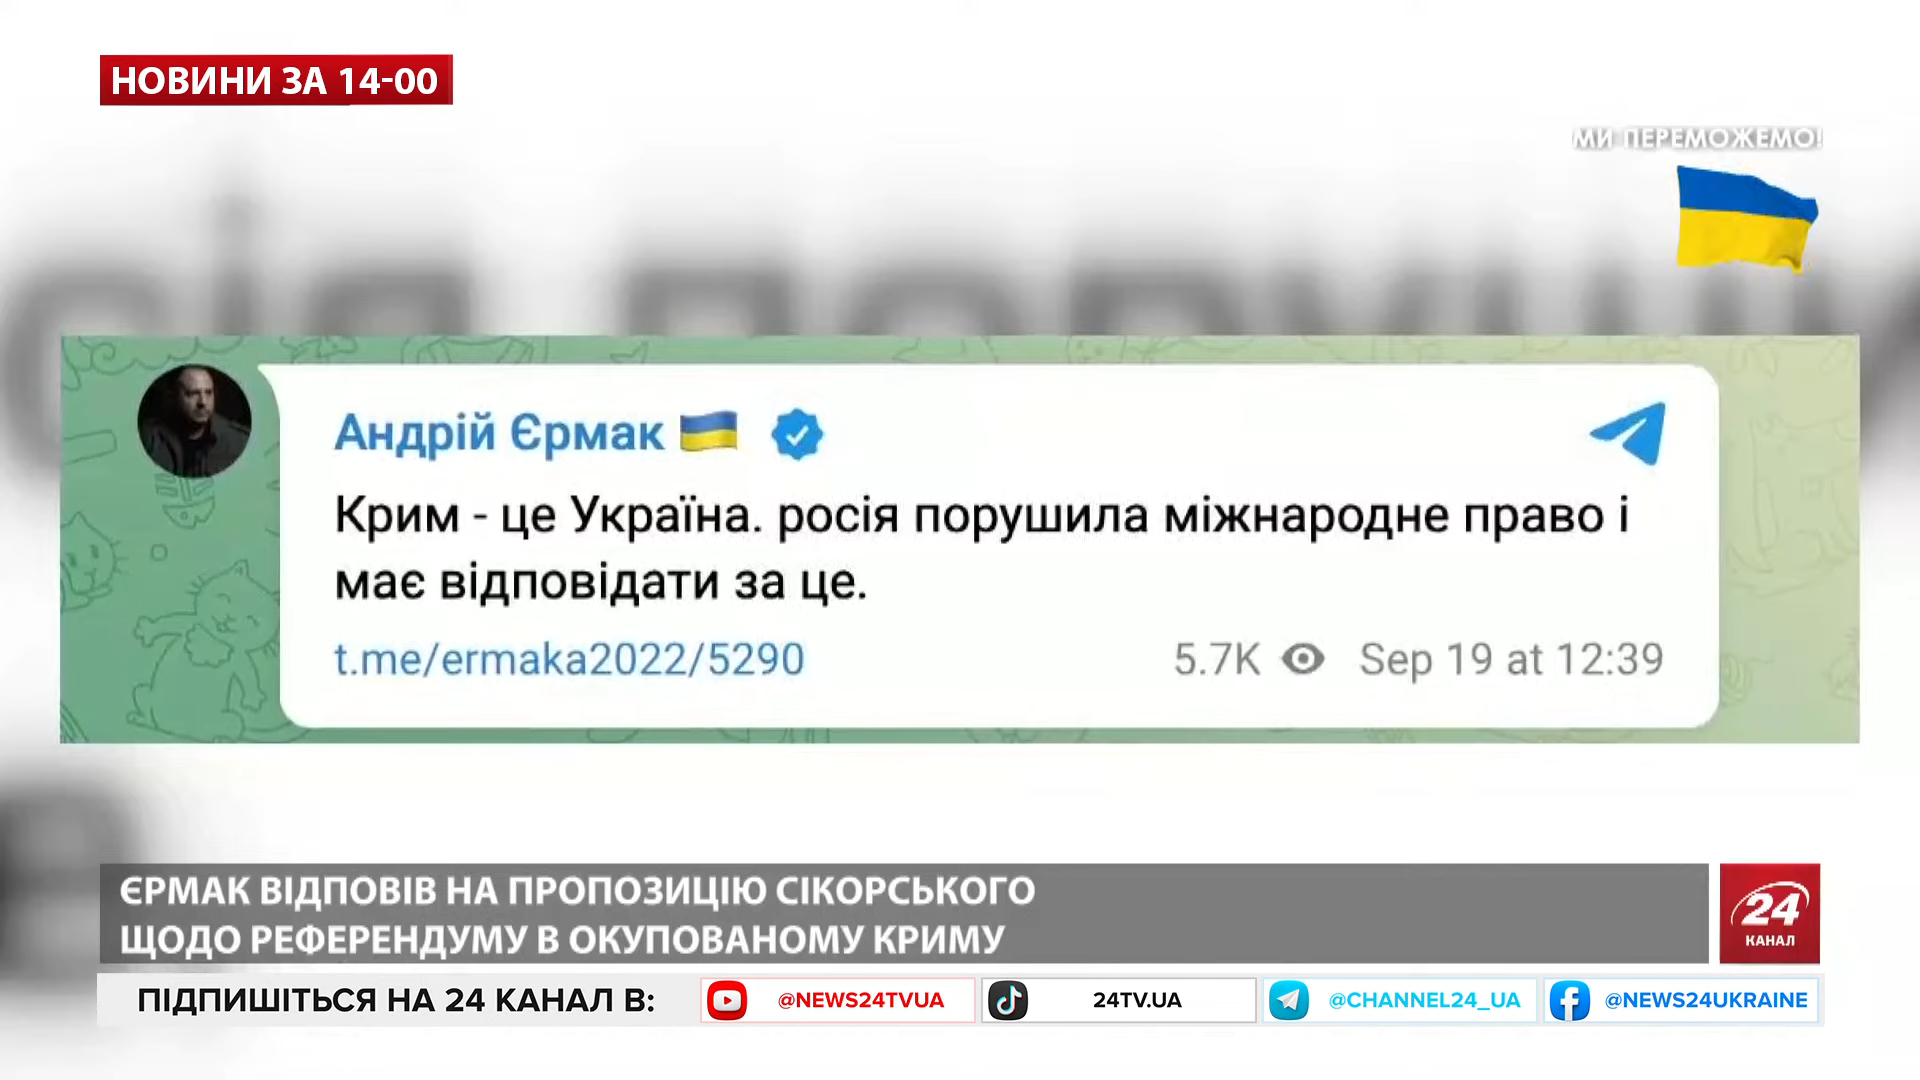 НОВИНИ ЗА 14-00
МИ ПЕРЕМОЖЕМО!
Андрій Єрмак
Крим - це Україна. росія порушила міжнародне право і
має відповідати за це.
t.me/ermaka2022/5290 5.7K Sep 19 at 12:39
ЄРМАК ВІДПОВІВ НА ПРОПОЗИЦІЮ СІКОРСЬКОГО
ЩОДО РЕФЕРЕНДУМУ В ОКУПОВАНОМУ КРИМУ
24
КАНАЛ
ПІДПИШІТЬСЯ НА 24 КАНАЛ В: @NEWS24TVUA 24TV.UA @CHANNEL24_UA @NEWS24UKRAINE